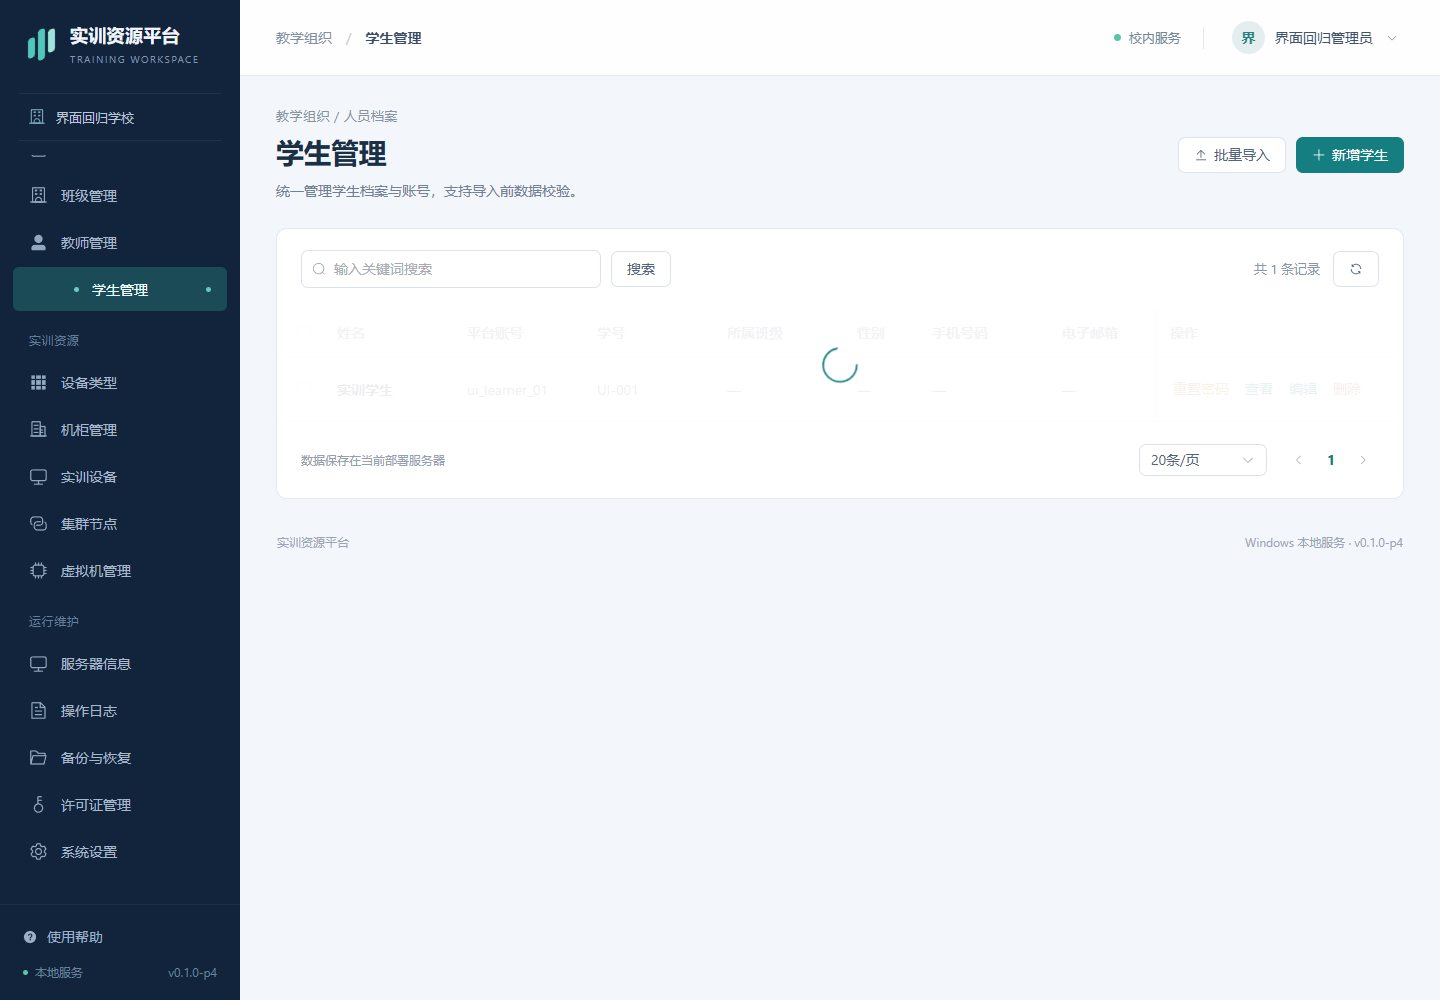 实训资源平台
TRAINING WORKSPACE
界面回归学校
班级管理
教师管理
学生管理
实训资源
设备类型
机柜管理
实训设备
集群节点
虚拟机管理
运行维护
服务器信息
操作日志
备份与恢复
许可证管理
系统设置
使用帮助
本地服务 v0.1.0-p4
教学组织 / 学生管理
校内服务 界 界面回归管理员
教学组织 / 人员档案
学生管理
批量导入 新增学生
统一管理学生档案与账号，支持导入前数据校验。
输入关键词搜索 搜索 共 1 条记录
姓名 平台账号 学号 所属班级 性别 手机号码 电子邮箱 操作
实训学生 ui_learner_01 UI-001 — — — — 重置密码 查看 编辑 删除
数据保存在当前部署服务器 20条/页 1
实训资源平台 Windows 本地服务 · v0.1.0-p4